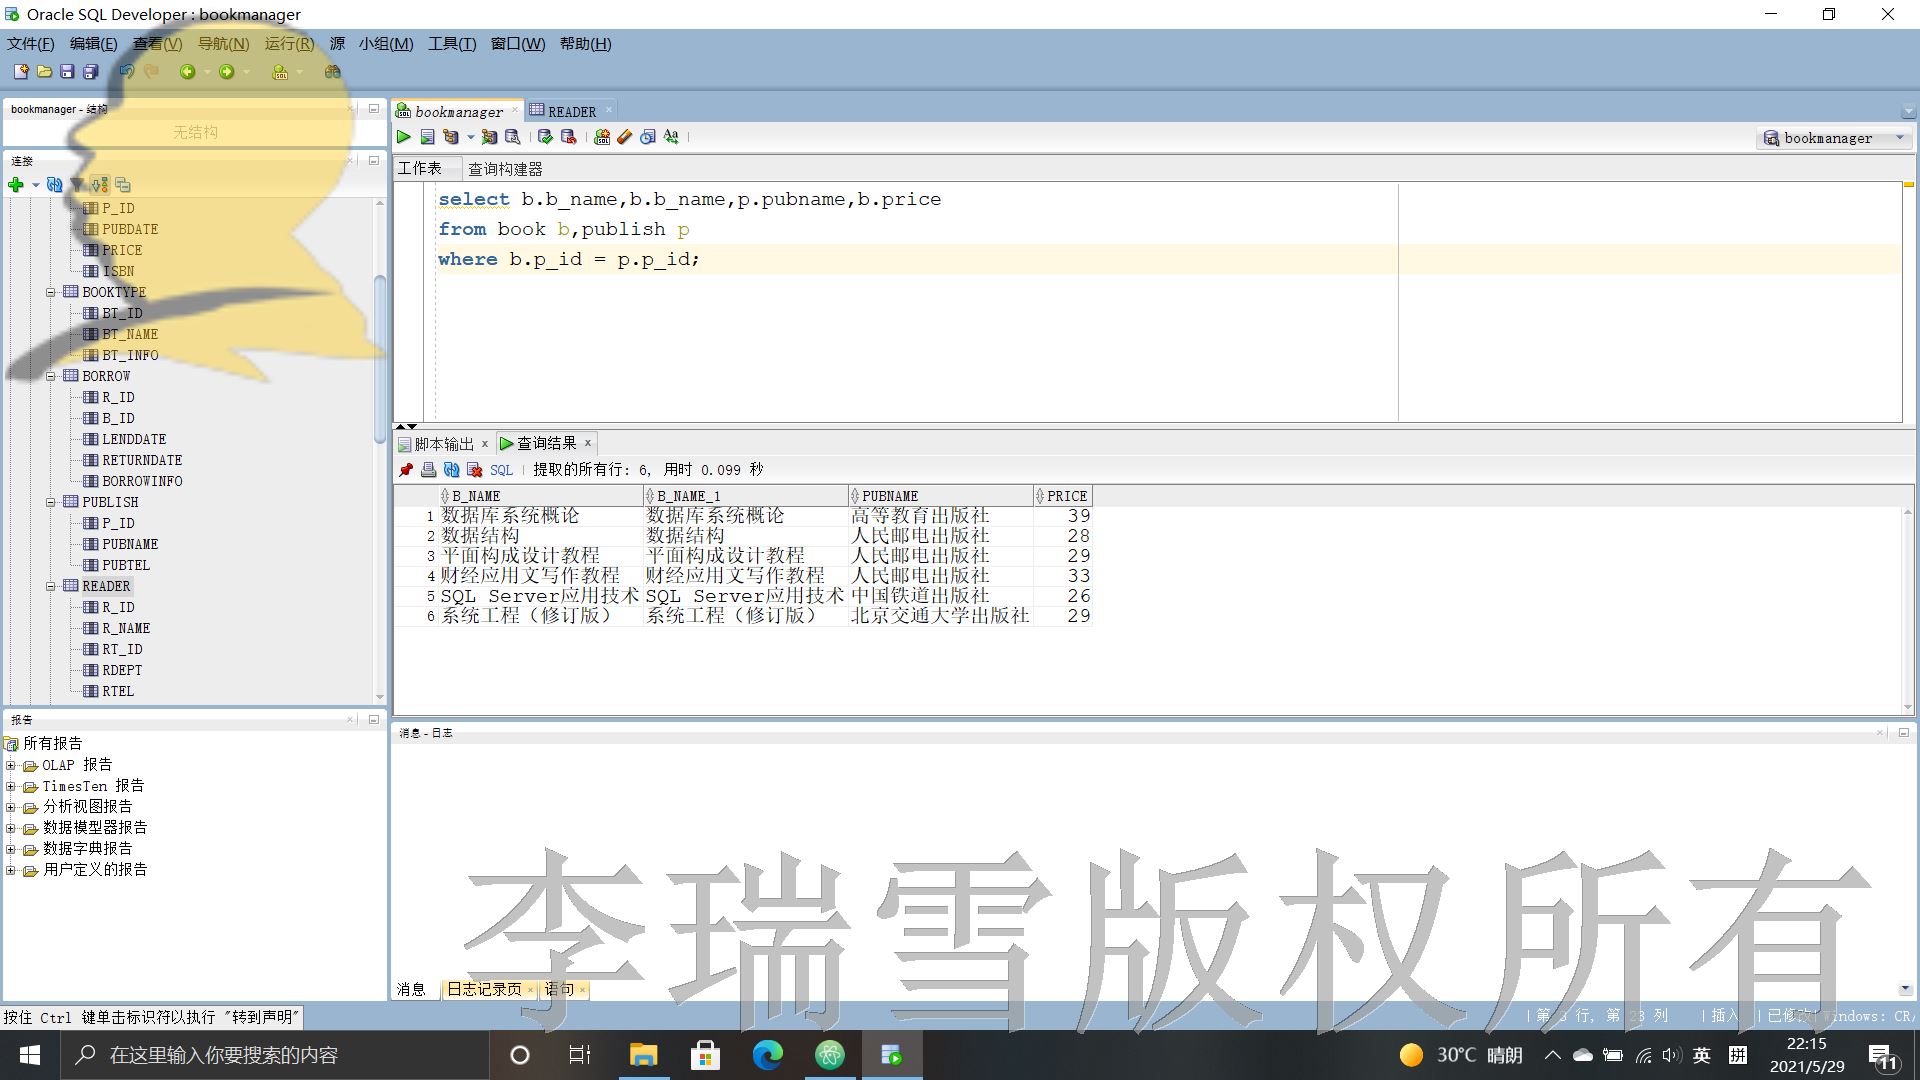 Oracle SQL Developer : bookmanager
文件(F) 编辑(E) 查看(V) 导航(N) 运行(R) 源 小组(M) 工具(T) 窗口(W) 帮助(H)
bookmanager - 结构
无结构
连接
P_ID
PUBDATE
PRICE
ISBN
BOOKTYPE
BT_ID
BT_NAME
BT_INFO
BORROW
R_ID
B_ID
LENDDATE
RETURNDATE
BORROWINFO
PUBLISH
P_ID
PUBNAME
PUBTEL
READER
R_ID
R_NAME
RT_ID
RDEPT
RTEL
报告
所有报告
OLAP 报告
TimesTen 报告
分析视图报告
数据模型器报告
数据字典报告
用户定义的报告
bookmanager READER
bookmanager
工作表 查询构建器
select b.b_name,b.b_name,p.pubname,b.price
from book b,publish p
where b.p_id = p.p_id;
脚本输出 查询结果
SQL 提取的所有行: 6, 用时 0.099 秒
B_NAME B_NAME_1 PUBNAME PRICE
1 数据库系统概论 数据库系统概论 高等教育出版社 39
2 数据结构 数据结构 人民邮电出版社 28
3 平面构成设计教程 平面构成设计教程 人民邮电出版社 29
4 财经应用文写作教程 财经应用文写作教程 人民邮电出版社 33
5 SQL Server应用技术 SQL Server应用技术 中国铁道出版社 26
6 系统工程（修订版） 系统工程（修订版） 北京交通大学出版社 29
消息 - 日志
李瑞雪版权所有
消息 日志记录页 语句
按住 Ctrl 键单击标识符以执行 "转到声明"
第 3 行, 第 23 列 插入 已修改 Windows: CR/
在这里输入你要搜索的内容
30°C 晴朗
英 拼
22:15
2021/5/29
11